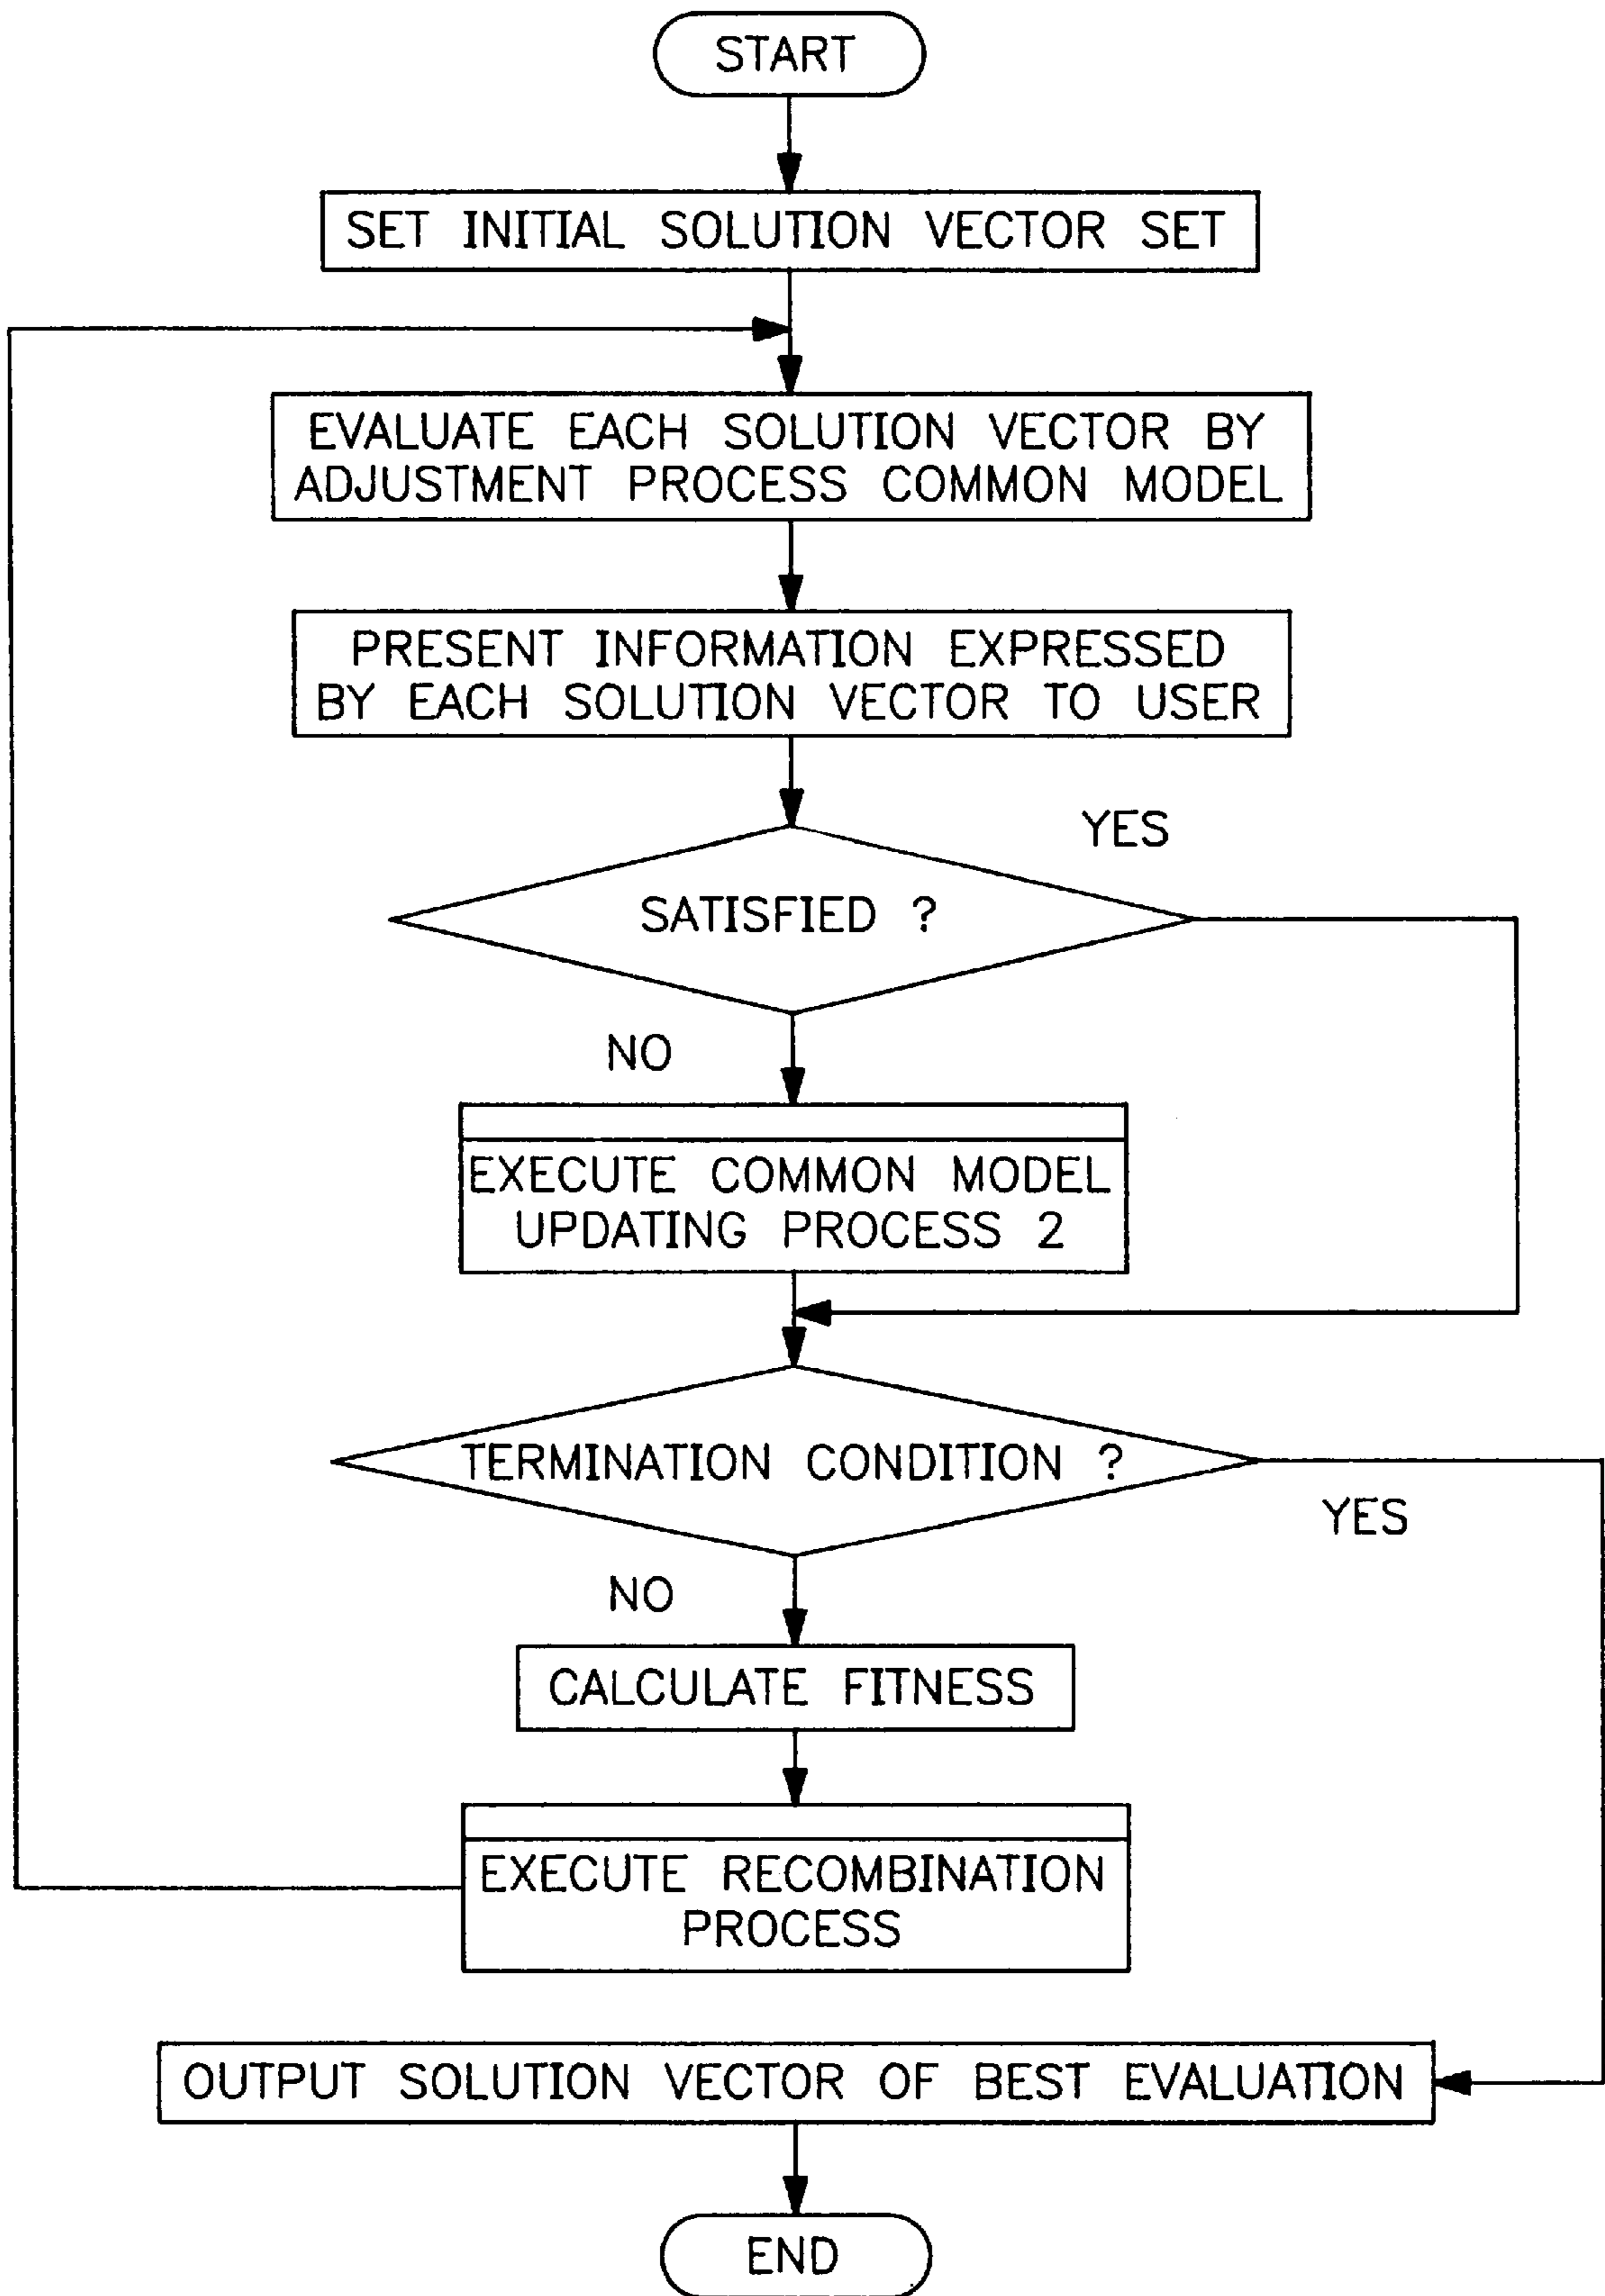 START
SET INITIAL SOLUTION VECTOR SET
EVALUATE EACH SOLUTION VECTOR BY
ADJUSTMENT PROCESS COMMON MODEL
PRESENT INFORMATION EXPRESSED
BY EACH SOLUTION VECTOR TO USER
YES
SATISFIED ?
NO
EXECUTE COMMON MODEL
UPDATING PROCESS 2
TERMINATION CONDITION ?
YES
NO
CALCULATE FITNESS
EXECUTE RECOMBINATION
PROCESS
OUTPUT SOLUTION VECTOR OF BEST EVALUATION
END